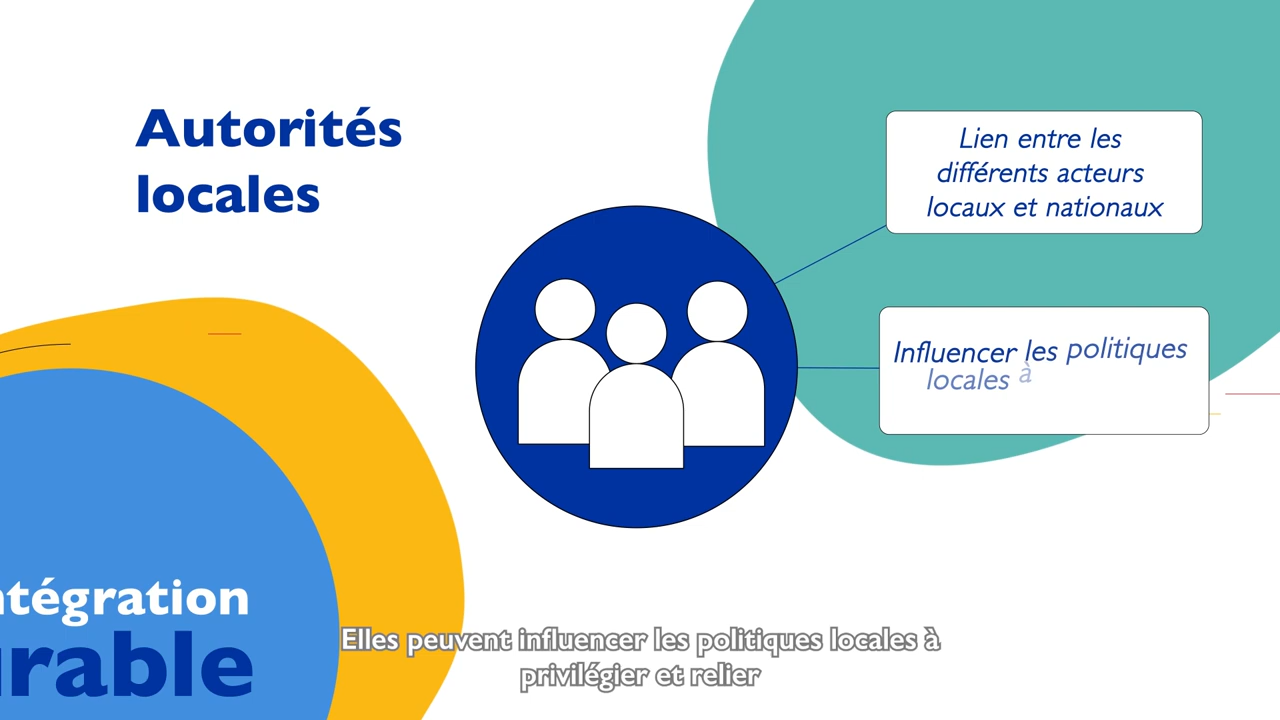 Autorités
locales
Lien entre les
différents acteurs
locaux et nationaux
Influencer les politiques
locales à
ntégration
rable
Elles peuvent influencer les politiques locales à
privilégier et relier